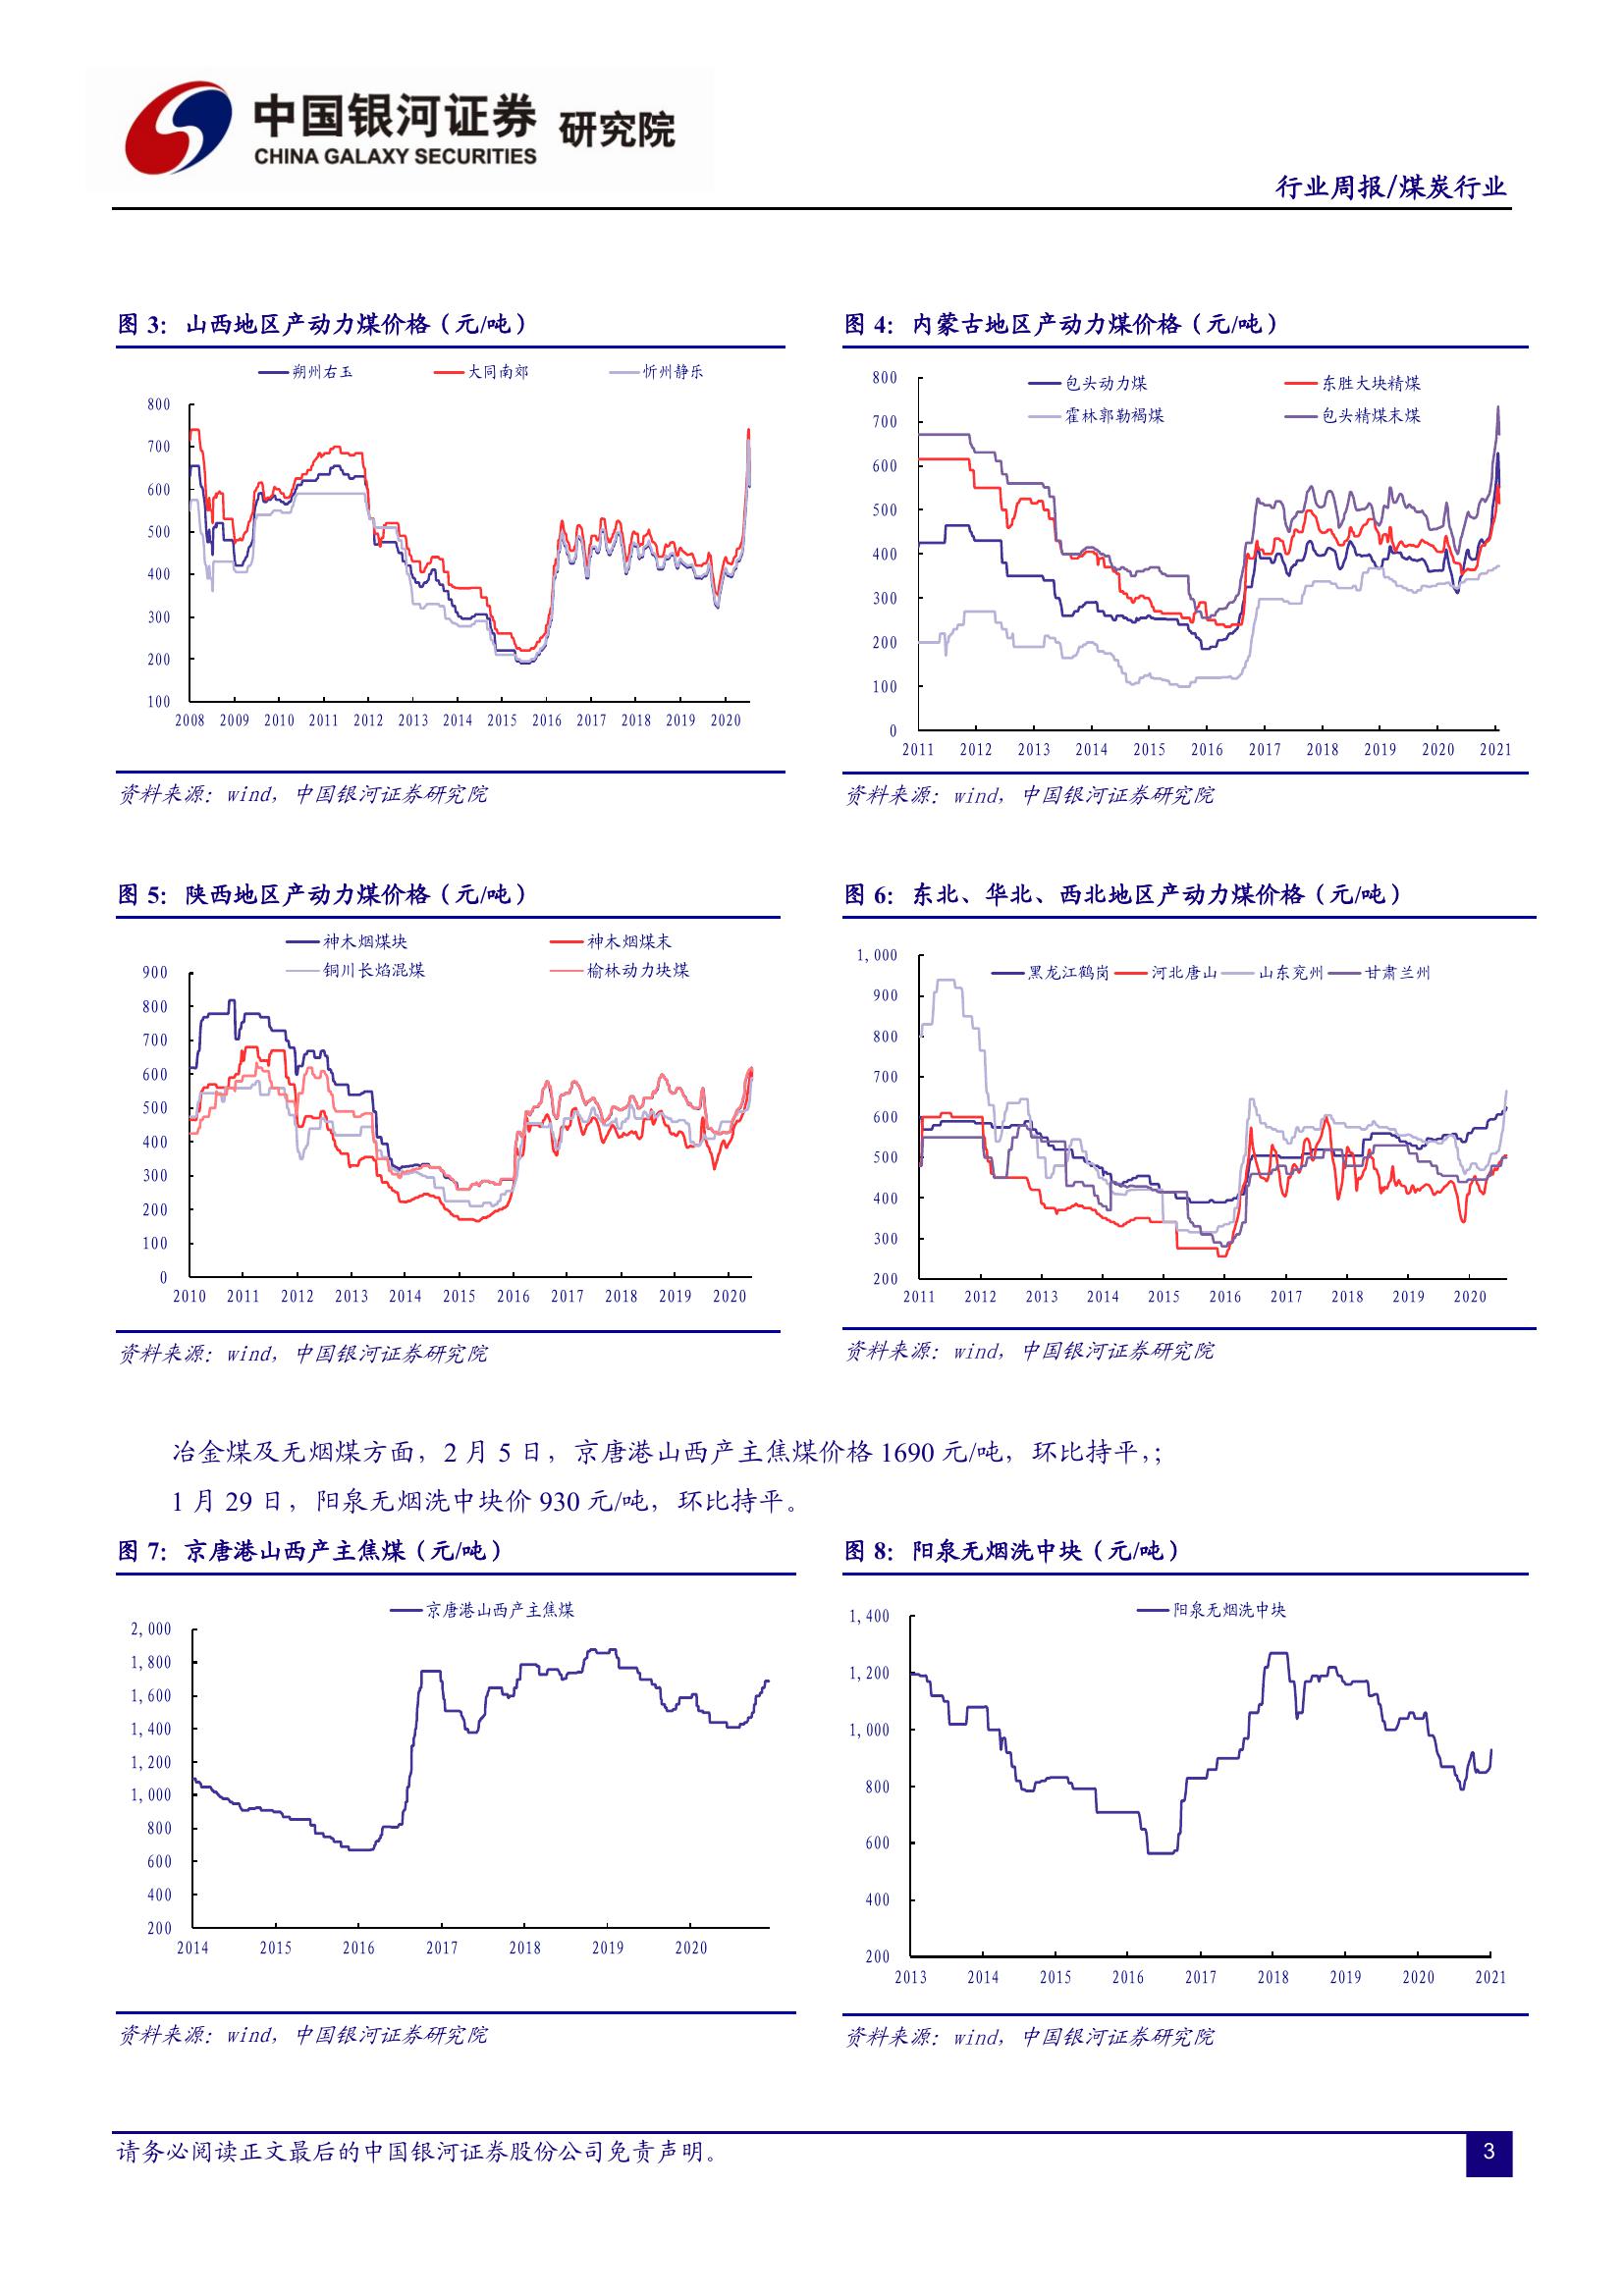 中国银河证券 研究院
CHINA GALAXY SECURITIES
行业周报/煤炭行业
图 3：山西地区产动力煤价格（元/吨）
朔州右玉 大同南郊 忻州静乐
800
700
600
500
400
300
200
100
2008 2009 2010 2011 2012 2013 2014 2015 2016 2017 2018 2019 2020
资料来源：wind，中国银河证券研究院
图 4：内蒙古地区产动力煤价格（元/吨）
包头动力煤 东胜大块精煤
霍林郭勒褐煤 包头精煤末煤
800
700
600
500
400
300
200
100
0
2011 2012 2013 2014 2015 2016 2017 2018 2019 2020 2021
资料来源：wind，中国银河证券研究院
图 5：陕西地区产动力煤价格（元/吨）
神木烟煤块 神木烟煤末
铜川长焰混煤 榆林动力块煤
900
800
700
600
500
400
300
200
100
0
2010 2011 2012 2013 2014 2015 2016 2017 2018 2019 2020
资料来源：wind，中国银河证券研究院
图 6：东北、华北、西北地区产动力煤价格（元/吨）
黑龙江鹤岗 河北唐山 山东兖州 甘肃兰州
1,000
900
800
700
600
500
400
300
200
2011 2012 2013 2014 2015 2016 2017 2018 2019 2020
资料来源：wind，中国银河证券研究院
冶金煤及无烟煤方面，2 月 5 日，京唐港山西产主焦煤价格 1690 元/吨，环比持平，；
1 月 29 日，阳泉无烟洗中块价 930 元/吨，环比持平。
图 7：京唐港山西产主焦煤（元/吨）
京唐港山西产主焦煤
2,000
1,800
1,600
1,400
1,200
1,000
800
600
400
200
2014 2015 2016 2017 2018 2019 2020
资料来源：wind，中国银河证券研究院
图 8：阳泉无烟洗中块（元/吨）
阳泉无烟洗中块
1,400
1,200
1,000
800
600
400
200
2013 2014 2015 2016 2017 2018 2019 2020 2021
资料来源：wind，中国银河证券研究院
请务必阅读正文最后的中国银河证券股份公司免责声明。
3